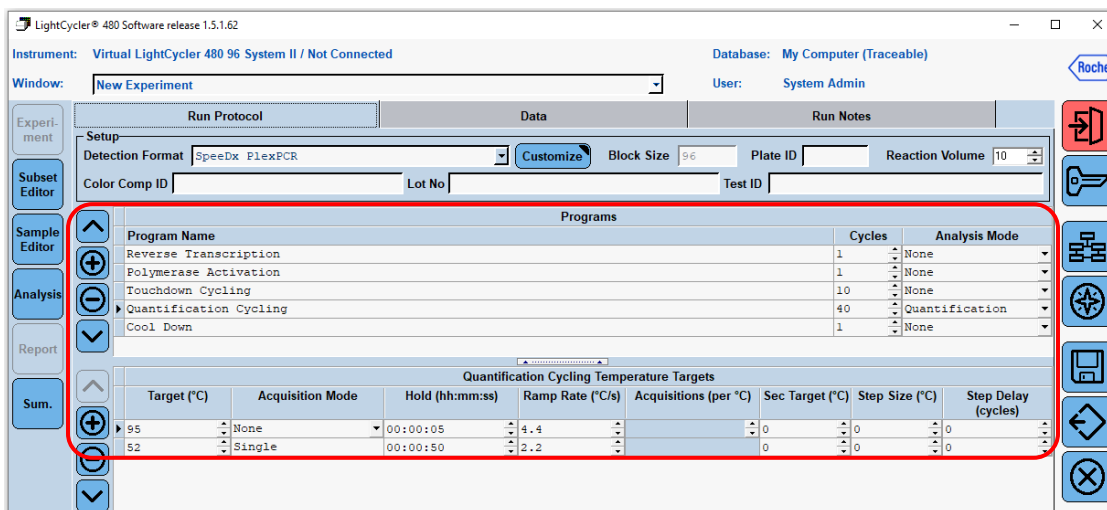 LightCycler® 480 Software release 1.5.1.62
Instrument: Virtual LightCycler 480 96 System II / Not Connected Database: My Computer (Traceable)
Window: New Experiment User: System Admin
Roche
Experi-
ment
Subset
Editor
Sample
Editor
Analysis
Report
Sum.
Run Protocol Data Run Notes
Setup
Detection Format SpeeDx PlexPCR Customize Block Size 96 Plate ID Reaction Volume 10
Color Comp ID Lot No Test ID
Programs
Program Name Cycles Analysis Mode
Reverse Transcription 1 None
Polymerase Activation 1 None
Touchdown Cycling 10 None
Quantification Cycling 40 Quantification
Cool Down 1 None
Quantification Cycling Temperature Targets
Target (°C) Acquisition Mode Hold (hh:mm:ss) Ramp Rate (°C/s) Acquisitions (per °C) Sec Target (°C) Step Size (°C) Step Delay
(cycles)
95 None 00:00:05 4.4 0 0 0
52 Single 00:00:50 2.2 0 0 0